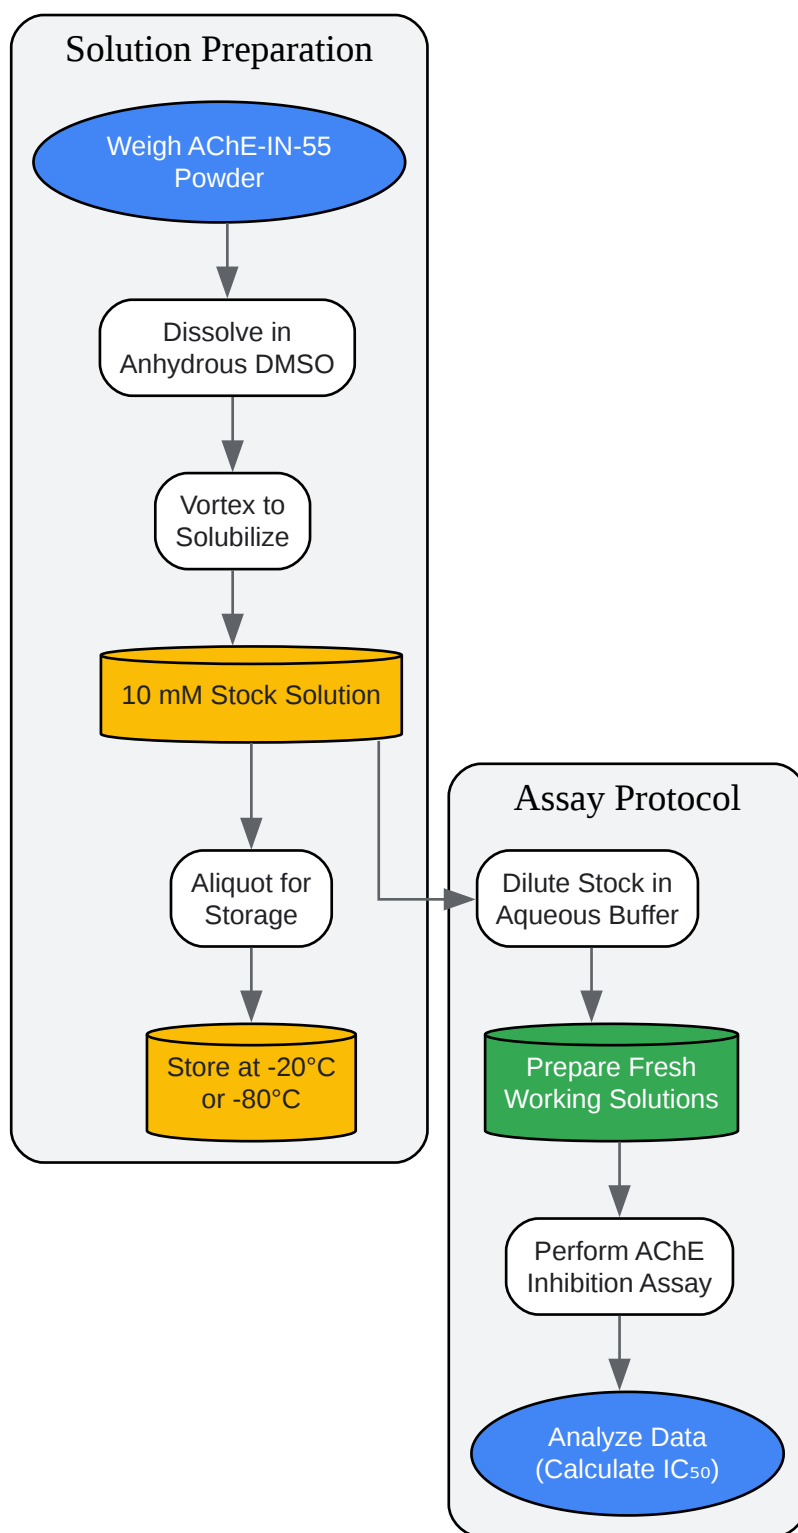 Solution Preparation
Weigh AChE-IN-55
Powder
Dissolve in
Anhydrous DMSO
Vortex to
Solubilize
10 mM Stock Solution
Aliquot for
Storage
Store at -20°C
or -80°C
Assay Protocol
Dilute Stock in
Aqueous Buffer
Prepare Fresh
Working Solutions
Perform AChE
Inhibition Assay
Analyze Data
(Calculate IC₅₀)